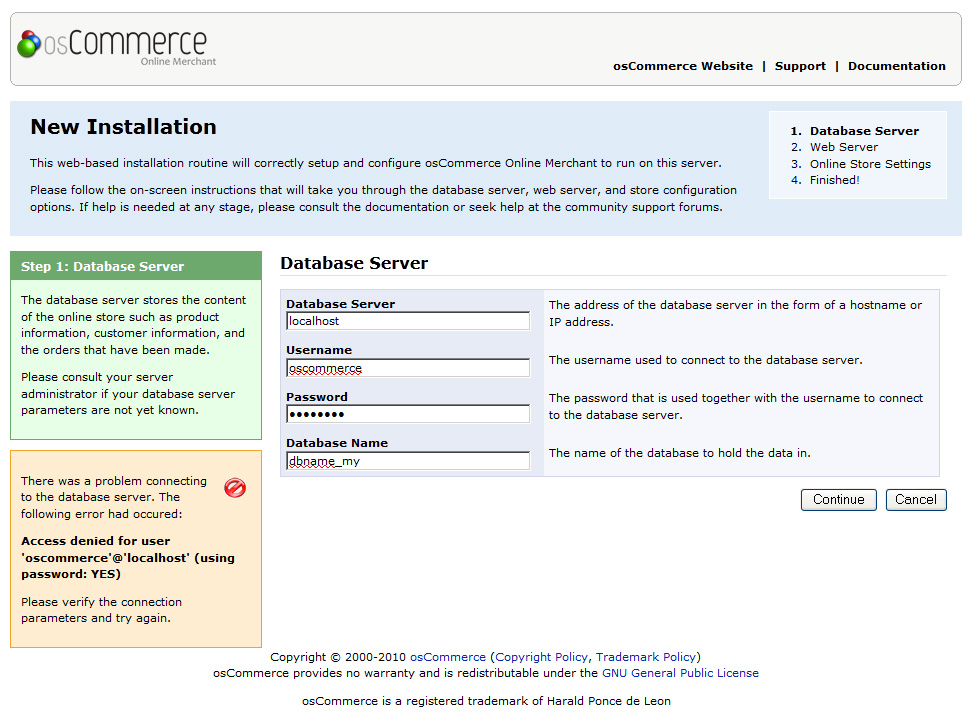 osCommerce
Online Merchant
osCommerce Website | Support | Documentation
New Installation
This web-based installation routine will correctly setup and configure osCommerce Online Merchant to run on this server.
Please follow the on-screen instructions that will take you through the database server, web server, and store configuration
options. If help is needed at any stage, please consult the documentation or seek help at the community support forums.
1. Database Server
2. Web Server
3. Online Store Settings
4. Finished!
Step 1: Database Server
The database server stores the content
of the online store such as product
information, customer information, and
the orders that have been made.
Please consult your server
administrator if your database server
parameters are not yet known.
There was a problem connecting
to the database server. The
following error had occured:
Access denied for user
'oscommerce'@'localhost' (using
password: YES)
Please verify the connection
parameters and try again.
Database Server
Database Server
localhost
The address of the database server in the form of a hostname or
IP address.
Username
oscommerce
The username used to connect to the database server.
Password
••••••••
The password that is used together with the username to connect
to the database server.
Database Name
dbname_my
The name of the database to hold the data in.
Continue
Cancel
Copyright © 2000-2010 osCommerce (Copyright Policy, Trademark Policy)
osCommerce provides no warranty and is redistributable under the GNU General Public License
osCommerce is a registered trademark of Harald Ponce de Leon